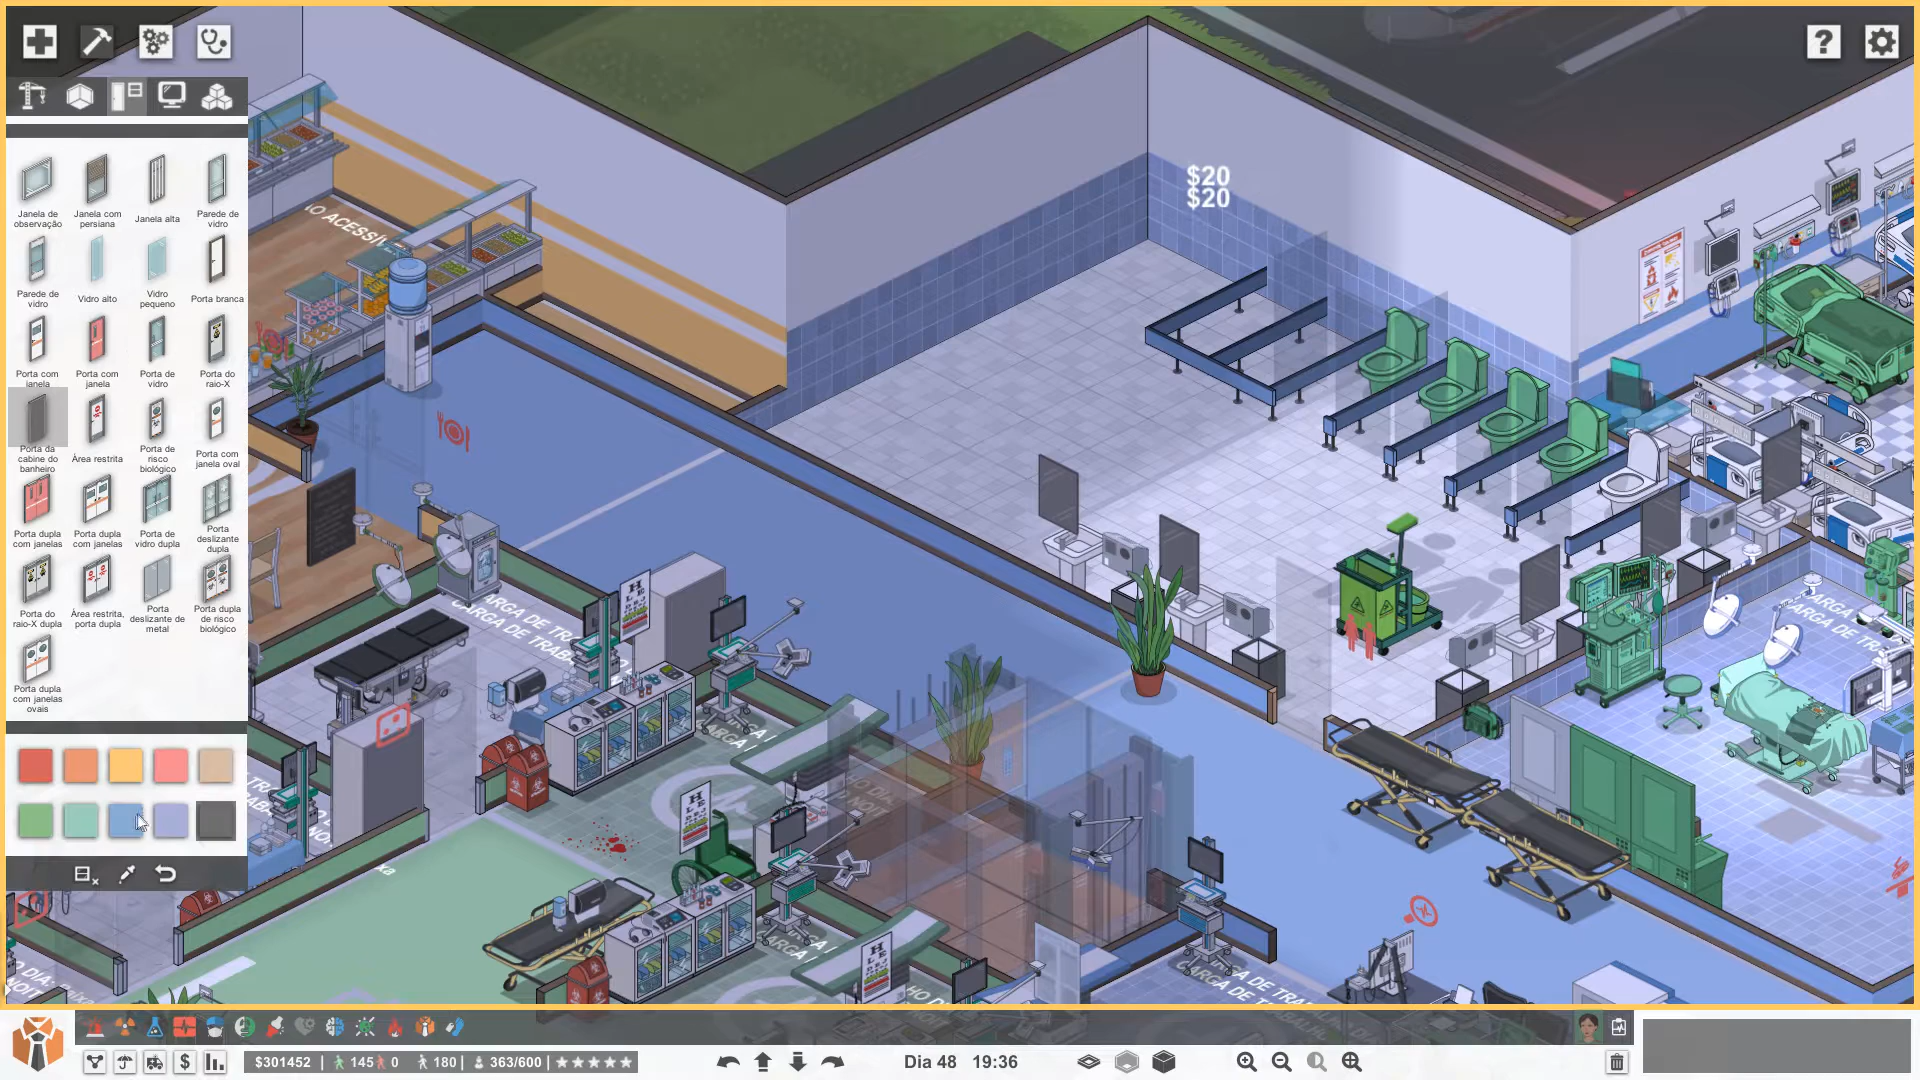 ?
$20
$20
Janela de
observação
Janela com
persiana
Janela alta
Parede de
vidro
Parede de
vidro
Vidro alto
Vidro
pequeno
Porta branca
Porta com
janela
Porta com
janela
Porta de
vidro
Porta do
raio-X
Porta da
cabine do
banheiro
Área restrita
Porta de
risco
biológico
Porta com
janela oval
Porta dupla
com janelas
Porta dupla
com janelas
Porta de
vidro dupla
Porta
deslizante
dupla
Porta do
raio-X dupla
Área restrita,
porta dupla
Porta
deslizante de
metal
Porta dupla
de risco
biológico
Porta dupla
com janelas
ovais
$301452 | 145 0 | 180 | 363/600
Dia 48 19:36